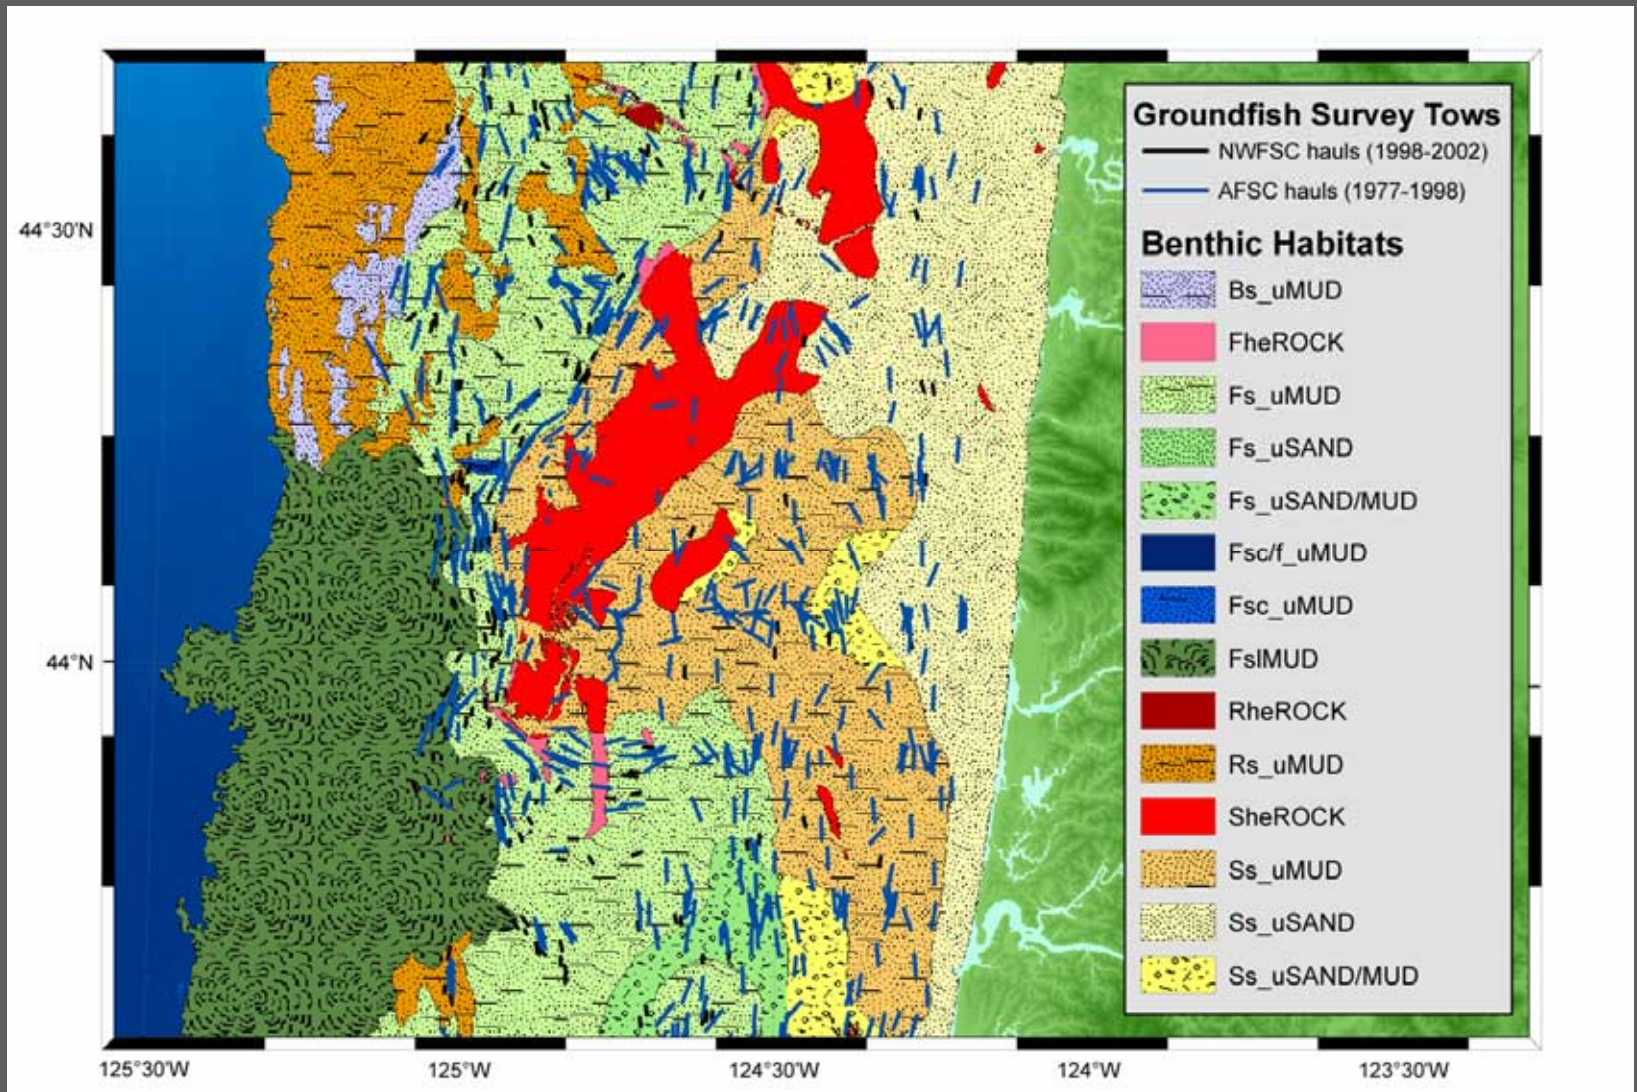 Groundfish Survey Tows
NWFSC hauls (1998-2002)
AFSC hauls (1977-1998)
Benthic Habitats
Bs_uMUD
FheROCK
Fs_uMUD
Fs_uSAND
Fs_uSAND/MUD
Fsc/f_uMUD
Fsc_uMUD
FslMUD
RheROCK
Rs_uMUD
SheROCK
Ss_uMUD
Ss_uSAND
Ss_uSAND/MUD
44°30'N
44°N
125°30'W
125°W
124°30'W
124°W
123°30'W